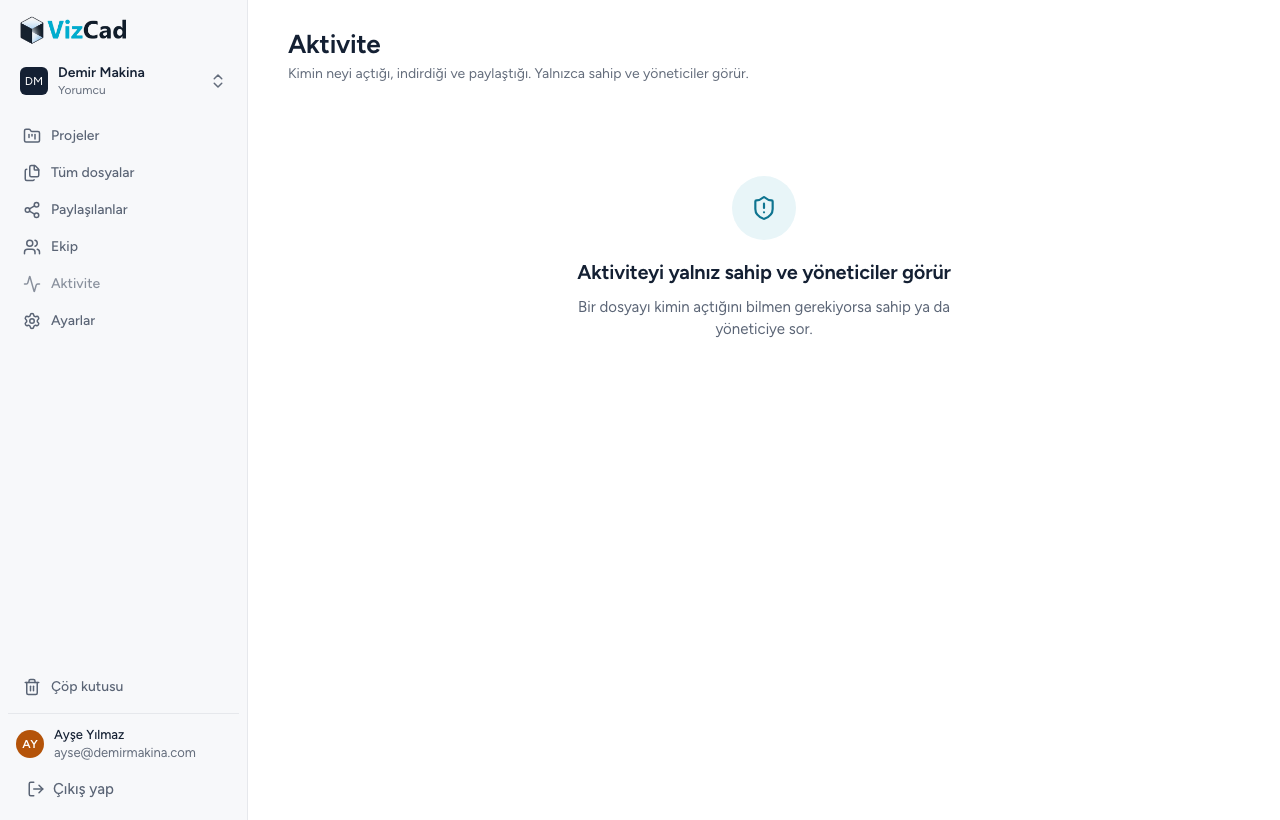 VizCad
DM
Demir Makina
Yorumcu
Projeler
Tüm dosyalar
Paylaşılanlar
Ekip
Aktivite
Ayarlar
Çöp kutusu
AY
Ayşe Yılmaz
ayse@demirmakina.com
Çıkış yap
Aktivite
Kimin neyi açtığı, indirdiği ve paylaştığı. Yalnızca sahip ve yöneticiler görür.
Aktiviteyi yalnız sahip ve yöneticiler görür
Bir dosyayı kimin açtığını bilmen gerekiyorsa sahip ya da
yöneticiye sor.